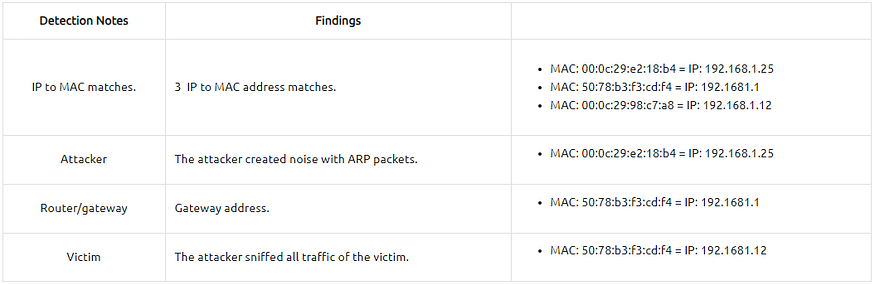 Detection Notes
Findings
IP to MAC matches.
3 IP to MAC address matches.
• MAC: 00:0c:29:e2:18:b4 = IP: 192.168.1.25
• MAC: 50:78:b3:f3:cd:f4 = IP: 192.1681.1
• MAC: 00:0c:29:98:c7:a8 = IP: 192.168.1.12
Attacker
The attacker created noise with ARP packets.
• MAC: 00:0c:29:e2:18:b4 = IP: 192.168.1.25
Router/gateway
Gateway address.
• MAC: 50:78:b3:f3:cd:f4 = IP: 192.1681.1
Victim
The attacker sniffed all traffic of the victim.
• MAC: 50:78:b3:f3:cd:f4 = IP: 192.1681.12